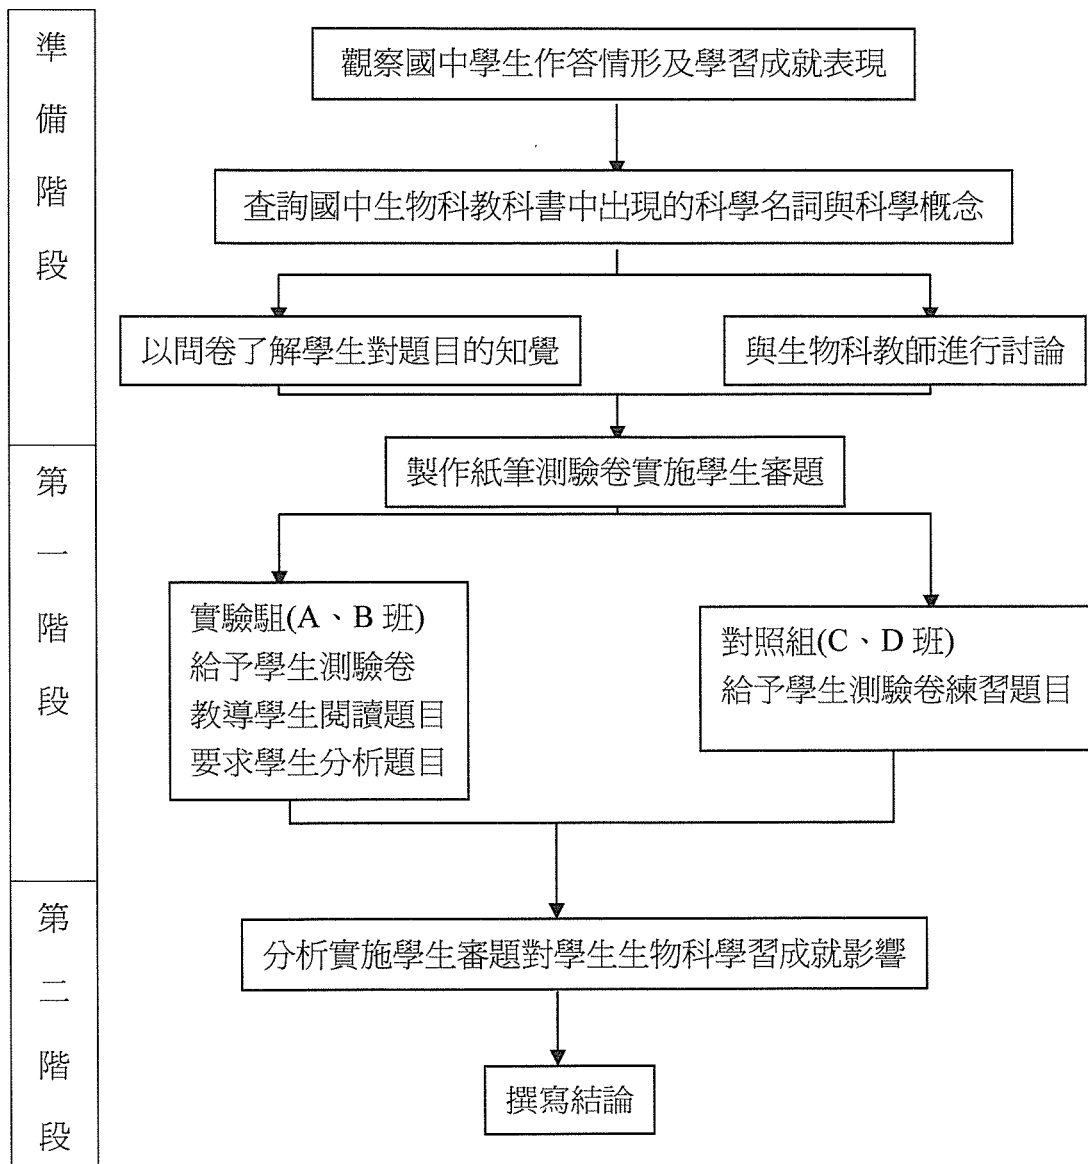 準備階段
觀察國中學生作答情形及學習成就表現
查詢國中生物科教科書中出現的科學名詞與科學概念
以問卷了解學生對題目的知覺
與生物科教師進行討論
第一階段
製作紙筆測驗卷實施學生審題
實驗駔(A、B 班)
給予學生測驗卷
教導學生閱讀題目
要求學生分析題目
對照組(C、D 班)
給予學生測驗卷練習題目
第二階段
分析實施學生審題對學生生物科學習成就影響
撰寫結論